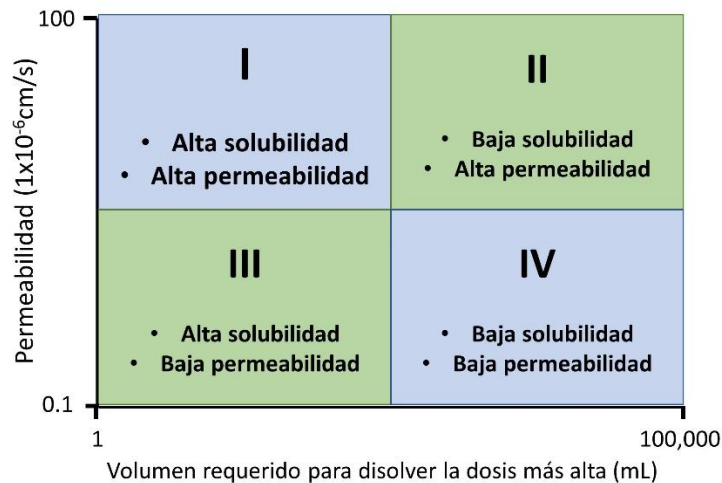 100
Permeabilidad (1x10⁻⁶cm/s)
I
• Alta solubilidad
• Alta permeabilidad
II
• Baja solubilidad
• Alta permeabilidad
III
• Alta solubilidad
• Baja permeabilidad
IV
• Baja solubilidad
• Baja permeabilidad
0.1
1
100,000
Volumen requerido para disolver la dosis más alta (mL)